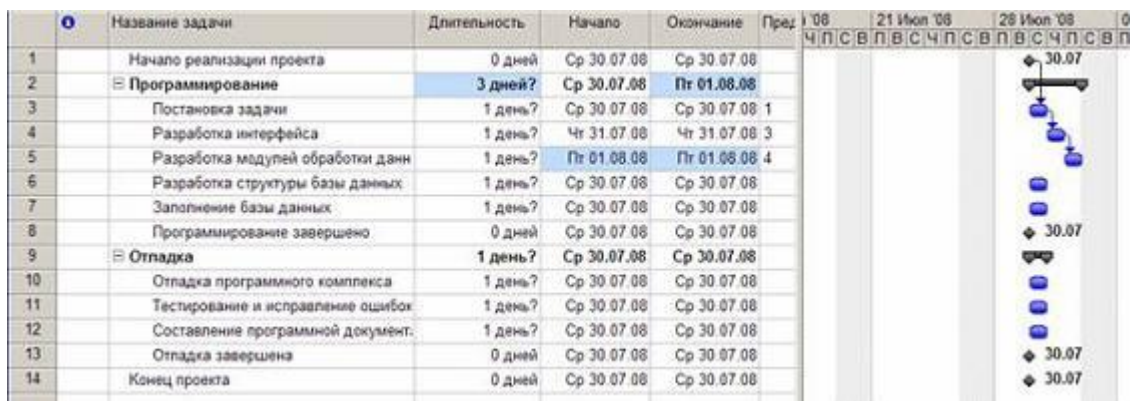 Название задачи Длительность Начало Окончание Пред '08 21 Июл '08 28 Июл '08 0
Ч П С В П В С Ч П С В П В С Ч П С В П
1 Начало реализации проекта 0 дней Ср 30.07.08 Ср 30.07.08 30.07
2 Программирование 3 дней? Ср 30.07.08 Пт 01.08.08
3 Постановка задачи 1 день? Ср 30.07.08 Ср 30.07.08 1
4 Разработка интерфейса 1 день? Чт 31.07.08 Чт 31.07.08 3
5 Разработка модулей обработки данн 1 день? Пт 01.08.08 Пт 01.08.08 4
6 Разработка структуры базы данных 1 день? Ср 30.07.08 Ср 30.07.08
7 Заполнение базы данных 1 день? Ср 30.07.08 Ср 30.07.08
8 Программирование завершено 0 дней Ср 30.07.08 Ср 30.07.08 30.07
9 Отладка 1 день? Ср 30.07.08 Ср 30.07.08
10 Отладка программного комплекса 1 день? Ср 30.07.08 Ср 30.07.08
11 Тестирование и исправление ошибок 1 день? Ср 30.07.08 Ср 30.07.08
12 Составление программной документ. 1 день? Ср 30.07.08 Ср 30.07.08
13 Отладка завершена 0 дней Ср 30.07.08 Ср 30.07.08 30.07
14 Конец проекта 0 дней Ср 30.07.08 Ср 30.07.08 30.07